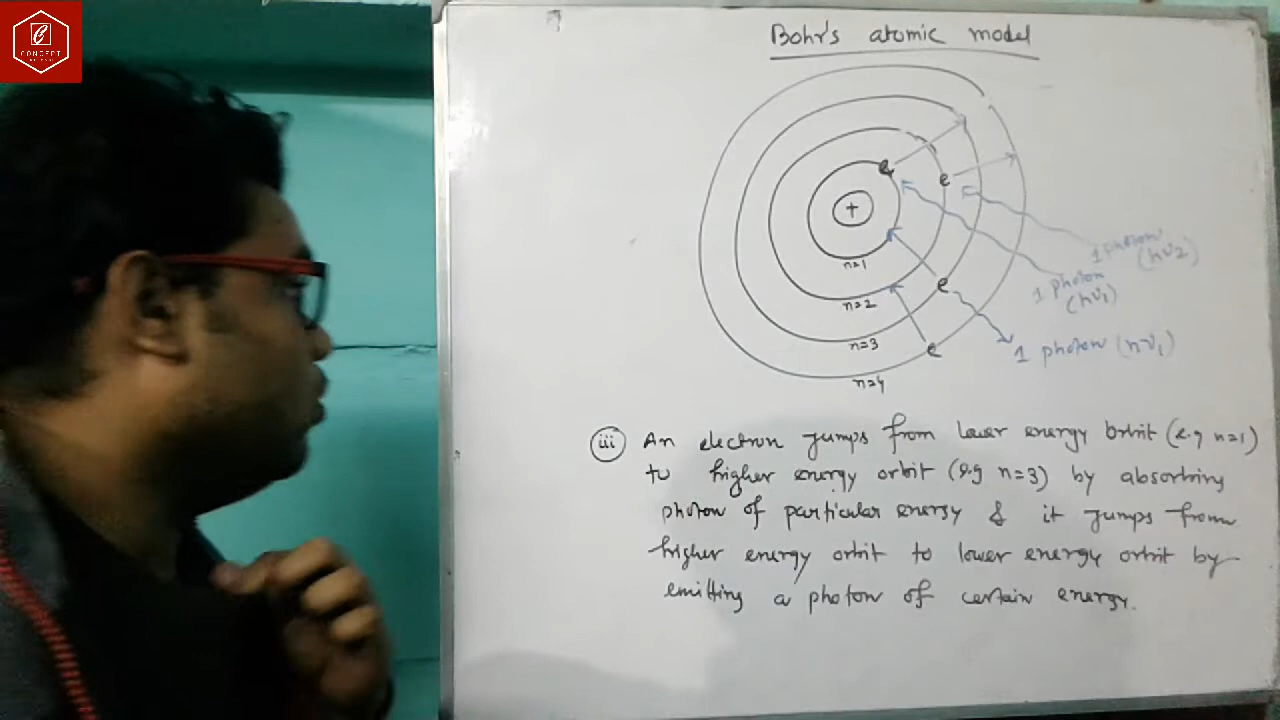 CONCEPT
Bohr's atomic model
e
e
+
n=1
n=2
n=3
n=4
e
e
1 photon
(hν2)
1 photon
(hν1)
1 photon (hν1)
(iii) An electron jumps from lower energy orbit (e.g n=1)
to higher energy orbit (e.g n=3) by absorbing
photon of particular energy & it jumps from
higher energy orbit to lower energy orbit by
emitting a photon of certain energy.